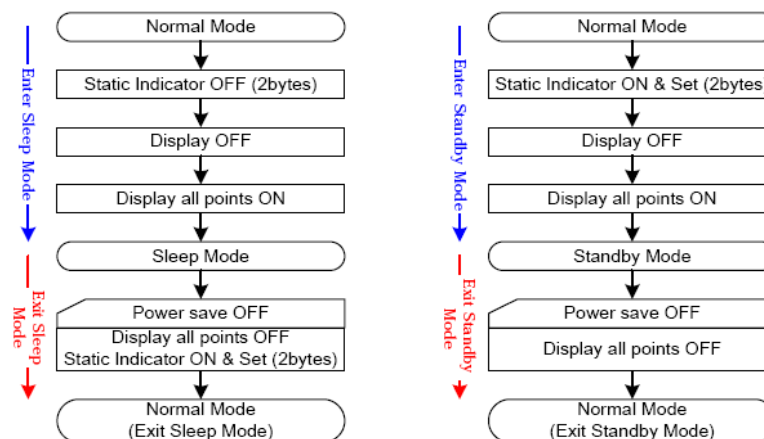 Normal Mode
Static Indicator OFF (2bytes)
Display OFF
Display all points ON
Sleep Mode
Power save OFF
Display all points OFF
Static Indicator ON & Set (2bytes)
Normal Mode
(Exit Sleep Mode)
Enter Sleep Mode
Exit Sleep
Mode
Normal Mode
Static Indicator ON & Set (2bytes)
Display OFF
Display all points ON
Standby Mode
Power save OFF
Display all points OFF
Normal Mode
(Exit Standby Mode)
Enter Standby Mode
Exit Standby
Mode